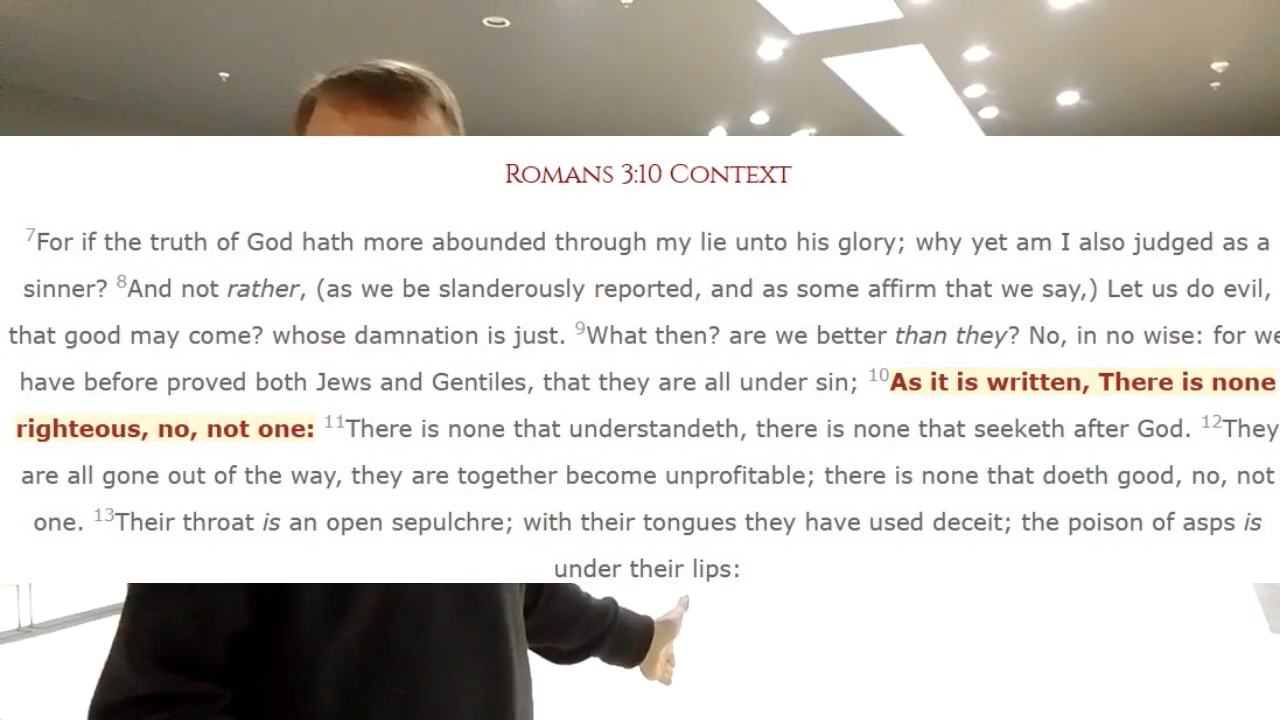 Romans 3:10 Context
7For if the truth of God hath more abounded through my lie unto his glory; why yet am I also judged as a
sinner? 8And not rather, (as we be slanderously reported, and as some affirm that we say,) Let us do evil,
that good may come? whose damnation is just. 9What then? are we better than they? No, in no wise: for we
have before proved both Jews and Gentiles, that they are all under sin; 10As it is written, There is none
righteous, no, not one: 11There is none that understandeth, there is none that seeketh after God. 12They
are all gone out of the way, they are together become unprofitable; there is none that doeth good, no, not
one. 13Their throat is an open sepulchre; with their tongues they have used deceit; the poison of asps is
under their lips: